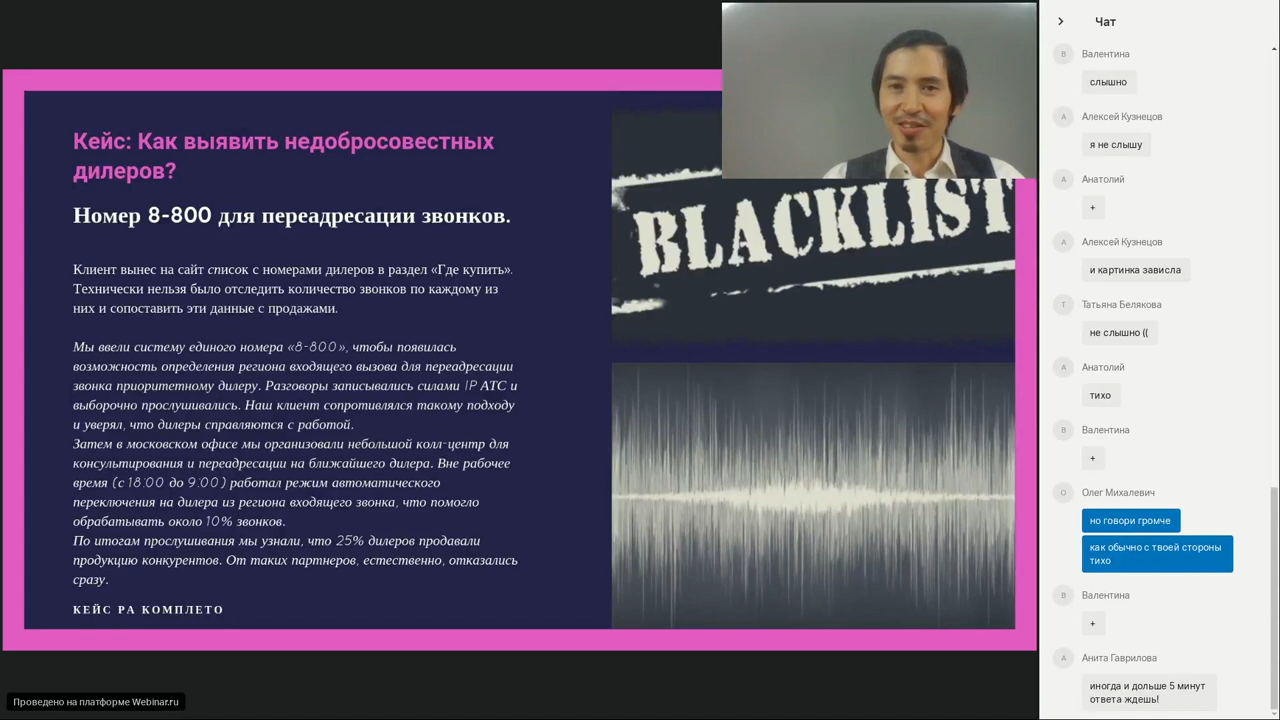 Кейс: Как выявить недобросовестных
дилеров?
Номер 8-800 для переадресации звонков.
Клиент вынес на сайт список с номерами дилеров в раздел «Где купить».
Технически нельзя было отследить количество звонков по каждому из
них и сопоставить эти данные с продажами.
Мы ввели систему единого номера «8-800», чтобы появилась
возможность определения региона входящего вызова для переадресации
звонка приоритетному дилеру. Разговоры записывались силами IP АТС и
выборочно прослушивались. Наш клиент сопротивлялся такому подходу
и уверял, что дилеры справляются с работой.
Затем в московском офисе мы организовали небольшой колл-центр для
консультирования и переадресации на ближайшего дилера. Вне рабочее
время (с 18:00 до 9:00) работал режим автоматического
переключения на дилера из региона входящего звонка, что помогло
обрабатывать около 10% звонков.
По итогам прослушивания мы узнали, что 25% дилеров продавали
продукцию конкурентов. От таких партнеров, естественно, отказались
сразу.
КЕЙС РА КОМПЛЕТО
BLACKLIST
Проведено на платформе Webinar.ru
Чат
В
Валентина
слышно
А
Алексей Кузнецов
я не слышу
А
Анатолий
+
А
Алексей Кузнецов
и картинка зависла
Т
Татьяна Белякова
не слышно ((
А
Анатолий
тихо
В
Валентина
+
О
Олег Михалевич
но говори громче
как обычно с твоей стороны
тихо
В
Валентина
+
А
Анита Гаврилова
иногда и дольше 5 минут
ответа ждешь!